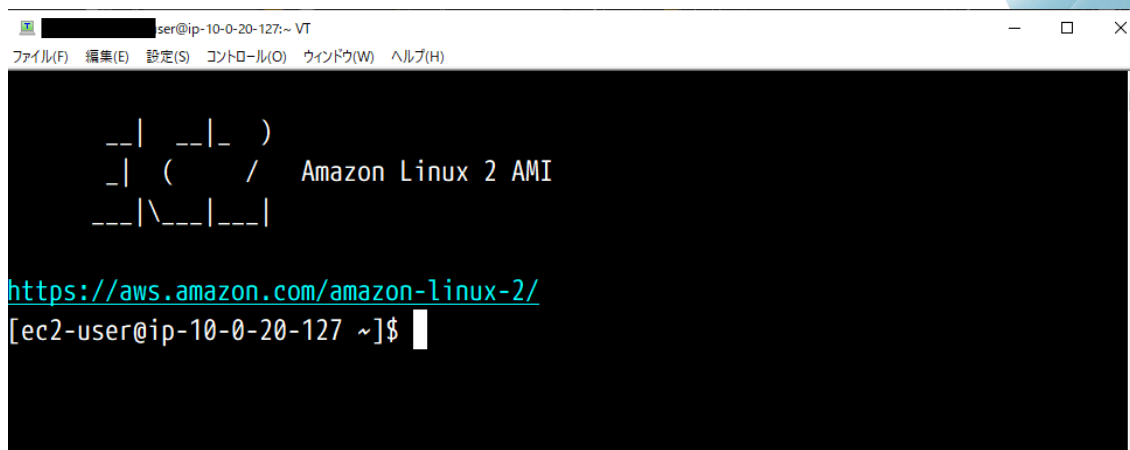 ser@ip-10-0-20-127:~ VT
ファイル(F) 編集(E) 設定(S) コントロール(O) ウィンドウ(W) ヘルプ(H)
__| __|_ )
_| ( / Amazon Linux 2 AMI
___|\___|___|
https://aws.amazon.com/amazon-linux-2/
[ec2-user@ip-10-0-20-127 ~]$